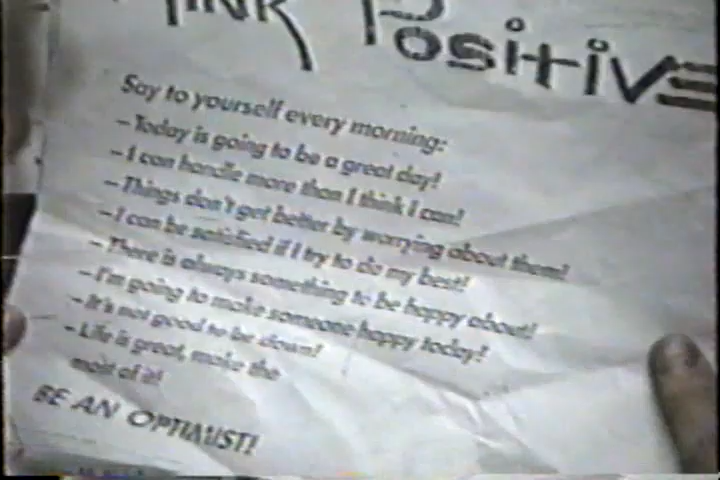 Think Positive
Say to yourself every morning:
– Today is going to be a great day!
– I can handle more than I think I can!
– Things don't get better by worrying about them!
– I can be satisfied if I try to do my best!
– There is always something to be happy about!
– I'm going to make someone happy today!
– It's not good to be down!
– Life is great, make the
most of it!
BE AN OPTIMIST!